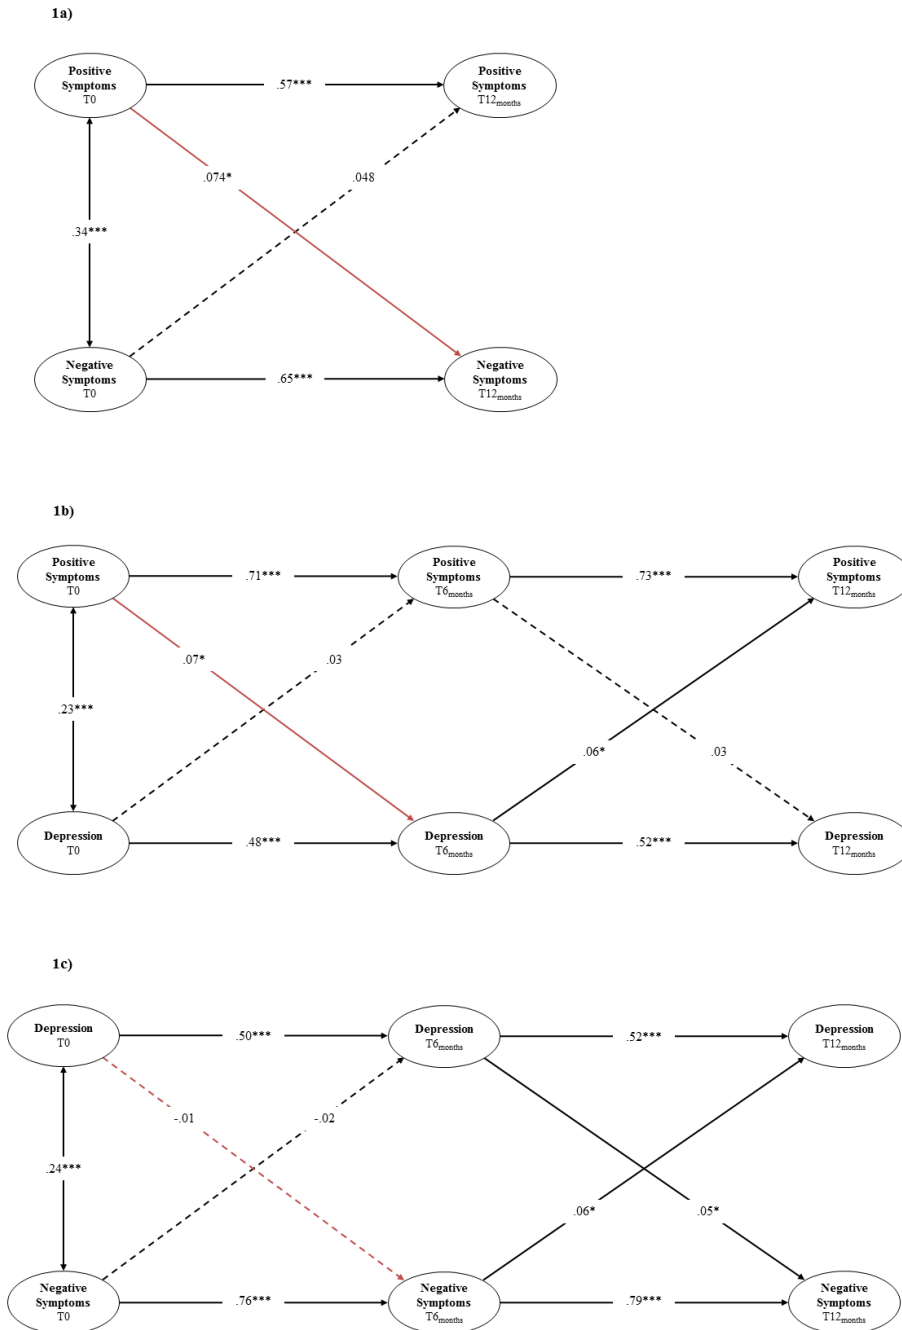 1a)
Positive
Symptoms
T0
.57***
Positive
Symptoms
T12months
.074*
.048
.34***
Negative
Symptoms
T0
.65***
Negative
Symptoms
T12months
1b)
Positive
Symptoms
T0
.71***
Positive
Symptoms
T6months
.73***
Positive
Symptoms
T12months
.07*
.03
.23***
.06*
.03
Depression
T0
.48***
Depression
T6months
.52***
Depression
T12months
1c)
Depression
T0
.50***
Depression
T6months
.52***
Depression
T12months
-.01
-.02
.24***
.06*
.05*
Negative
Symptoms
T0
.76***
Negative
Symptoms
T6months
.79***
Negative
Symptoms
T12months